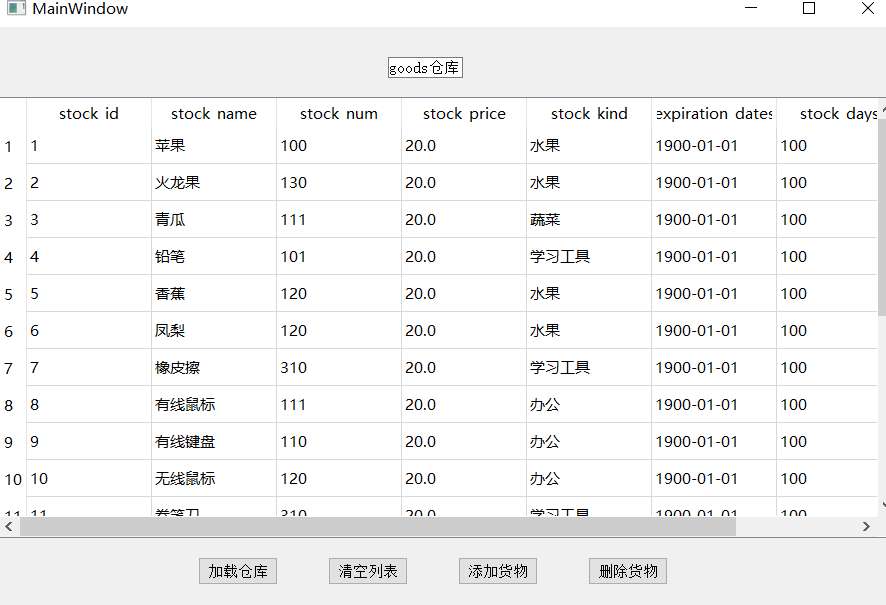 MainWindow
goods仓库
stock id stock name stock num stock price stock kind expiration dates stock days
1 1 苹果 100 20.0 水果 1900-01-01 100
2 2 火龙果 130 20.0 水果 1900-01-01 100
3 3 青瓜 111 20.0 蔬菜 1900-01-01 100
4 4 铅笔 101 20.0 学习工具 1900-01-01 100
5 5 香蕉 120 20.0 水果 1900-01-01 100
6 6 凤梨 120 20.0 水果 1900-01-01 100
7 7 橡皮擦 310 20.0 学习工具 1900-01-01 100
8 8 有线鼠标 111 20.0 办公 1900-01-01 100
9 9 有线键盘 110 20.0 办公 1900-01-01 100
10 10 无线鼠标 120 20.0 办公 1900-01-01 100
11 11 卷笔刀 310 20.0 学习工具 1900-01-01 100
加载仓库 清空列表 添加货物 删除货物